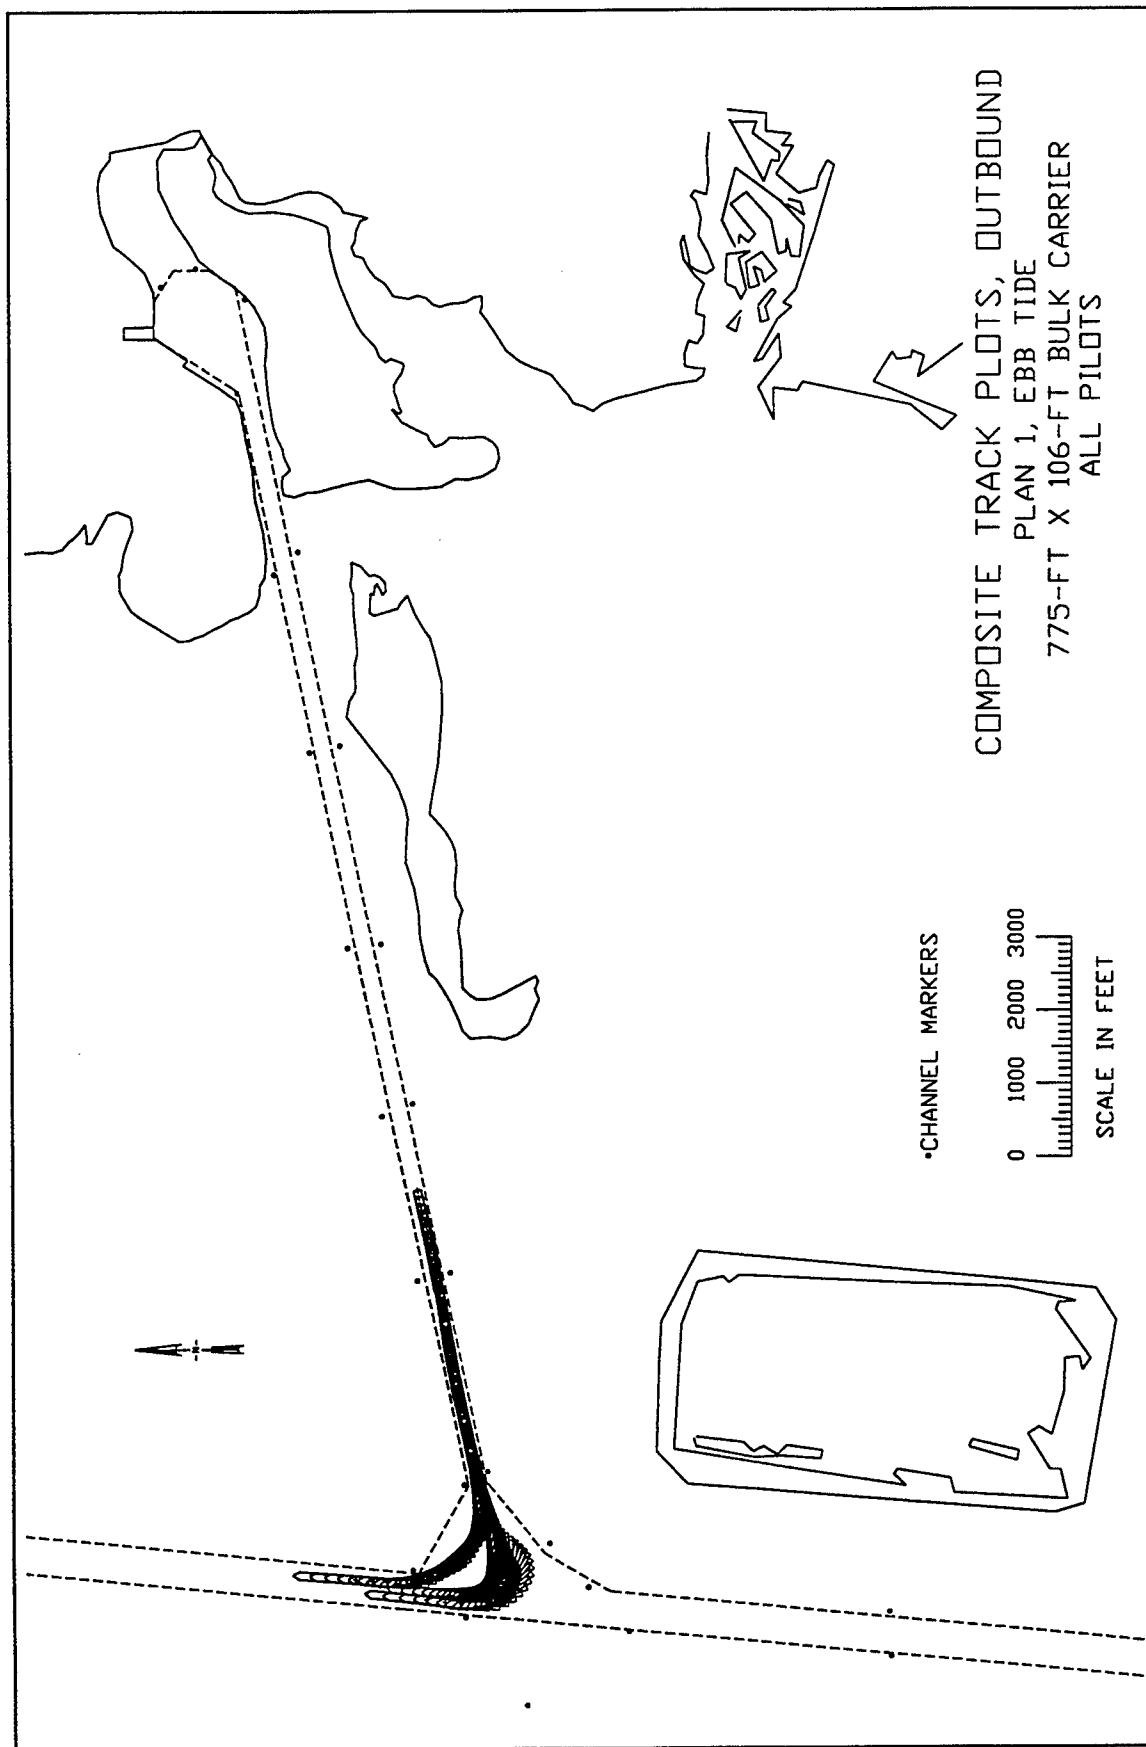 COMPOSITE TRACK PLOTS, OUTBOUND
PLAN 1, EBB TIDE
775-FT X 106-FT BULK CARRIER
ALL PILOTS
•CHANNEL MARKERS
0 1000 2000 3000
SCALE IN FEET
N